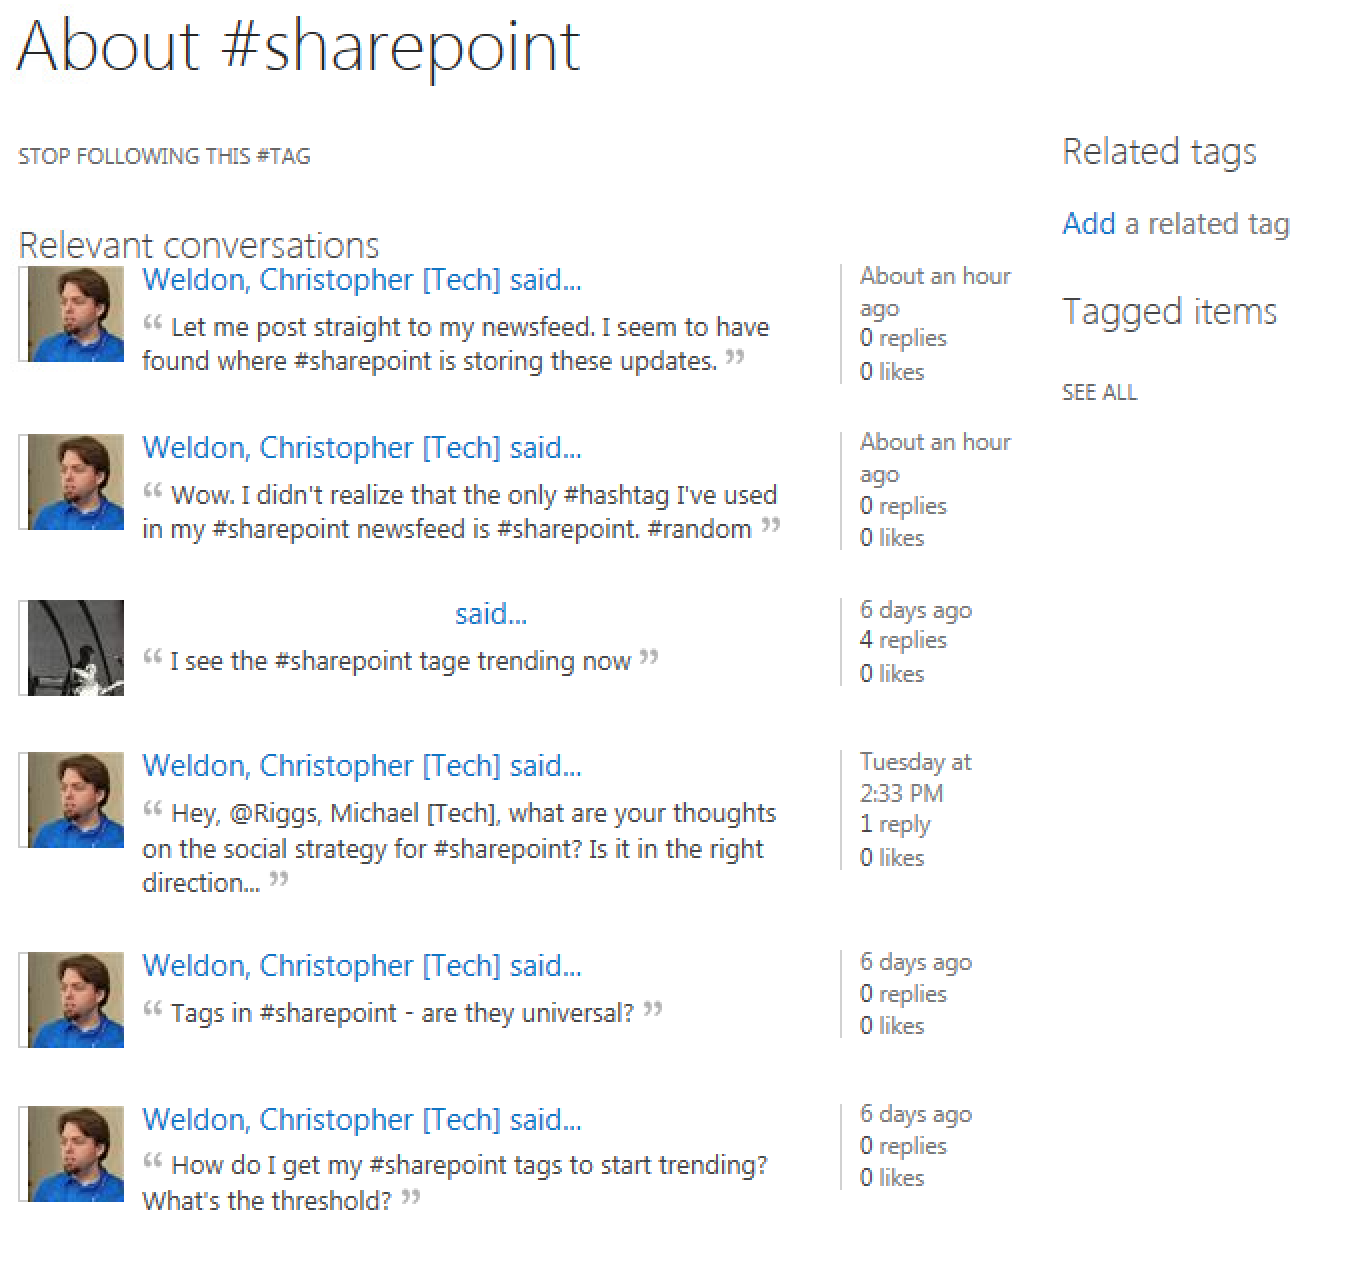 About #sharepoint
STOP FOLLOWING THIS #TAG
Relevant conversations
Weldon, Christopher [Tech] said...
“ Let me post straight to my newsfeed. I seem to have
found where #sharepoint is storing these updates. ”
About an hour
ago
0 replies
0 likes
Weldon, Christopher [Tech] said...
“ Wow. I didn't realize that the only #hashtag I've used
in my #sharepoint newsfeed is #sharepoint. #random ”
About an hour
ago
0 replies
0 likes
said...
“ I see the #sharepoint tage trending now ”
6 days ago
4 replies
0 likes
Weldon, Christopher [Tech] said...
“ Hey, @Riggs, Michael [Tech], what are your thoughts
on the social strategy for #sharepoint? Is it in the right
direction... ”
Tuesday at
2:33 PM
1 reply
0 likes
Weldon, Christopher [Tech] said...
“ Tags in #sharepoint - are they universal? ”
6 days ago
0 replies
0 likes
Weldon, Christopher [Tech] said...
“ How do I get my #sharepoint tags to start trending?
What's the threshold? ”
6 days ago
0 replies
0 likes
Related tags
Add a related tag
Tagged items
SEE ALL